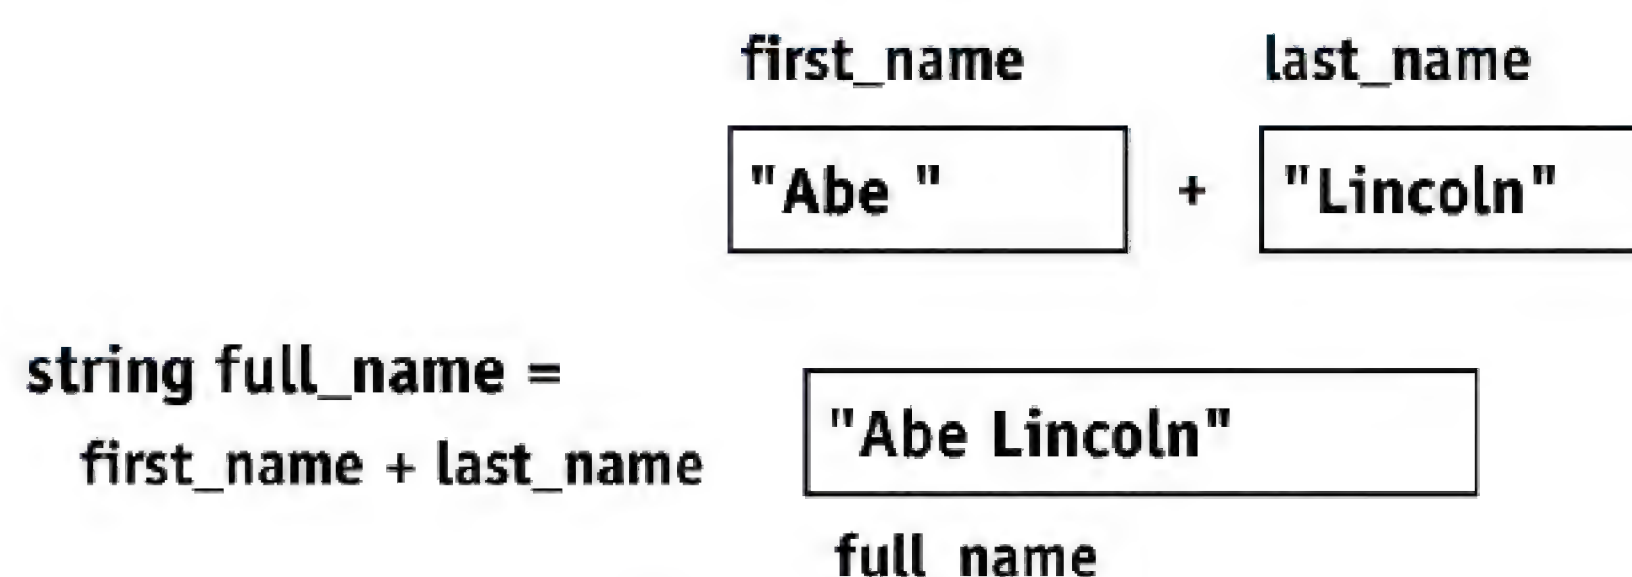 first_name last_name
"Abe " + "Lincoln"
string full_name =
first_name + last_name
"Abe Lincoln"
full_name